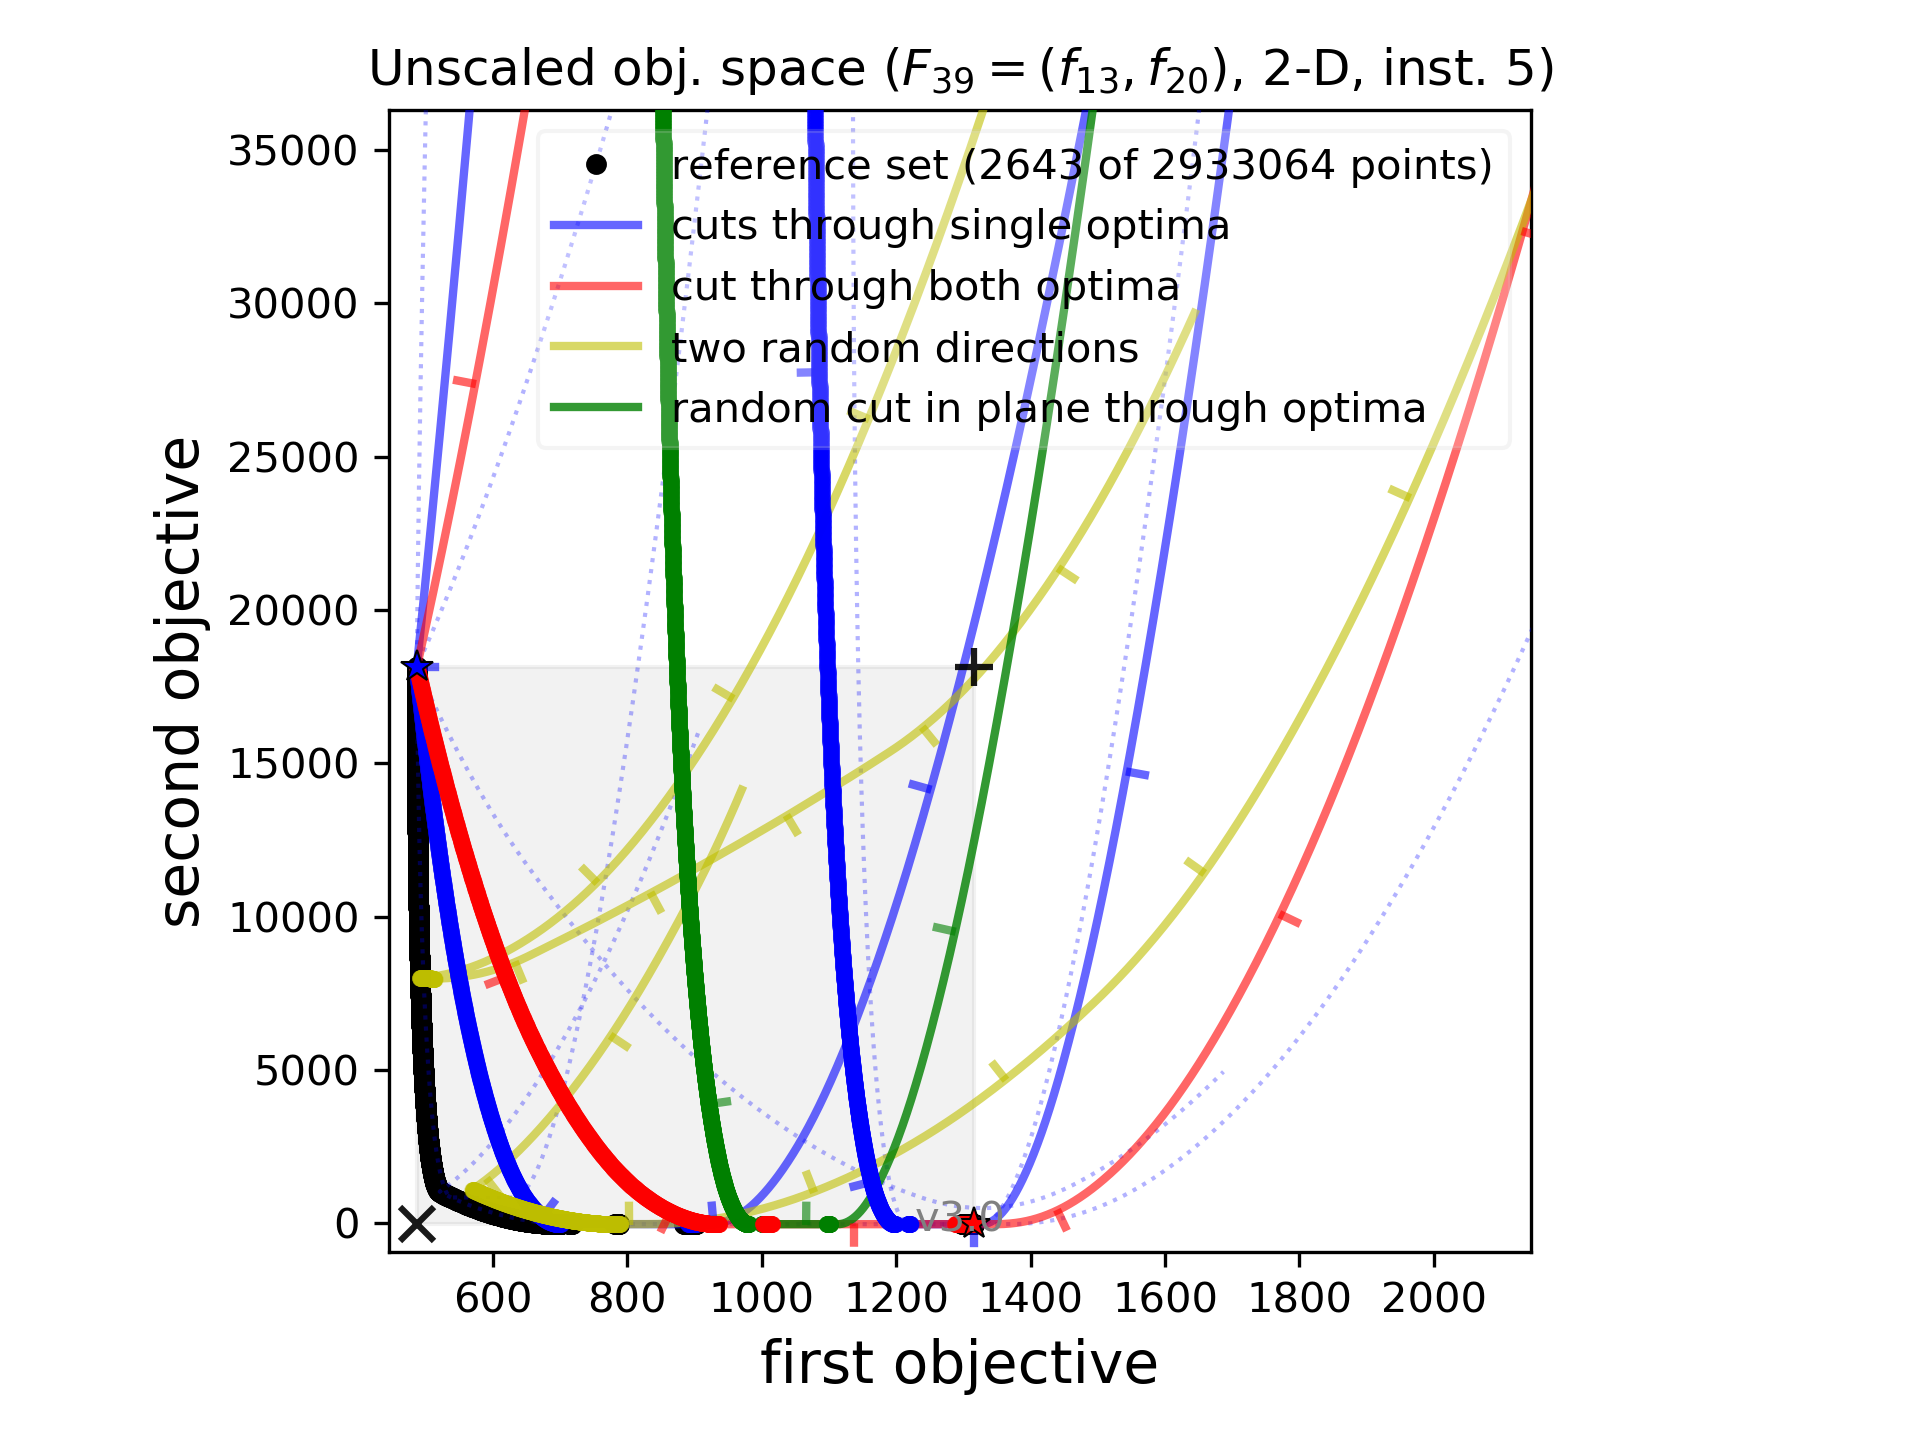 Unscaled obj. space (F39 = (f13, f20), 2-D, inst. 5)
reference set (2643 of 2933064 points)
cuts through single optima
cut through both optima
two random directions
random cut in plane through optima
second objective
35000
30000
25000
20000
15000
10000
5000
0
v3.0
600 800 1000 1200 1400 1600 1800 2000
first objective